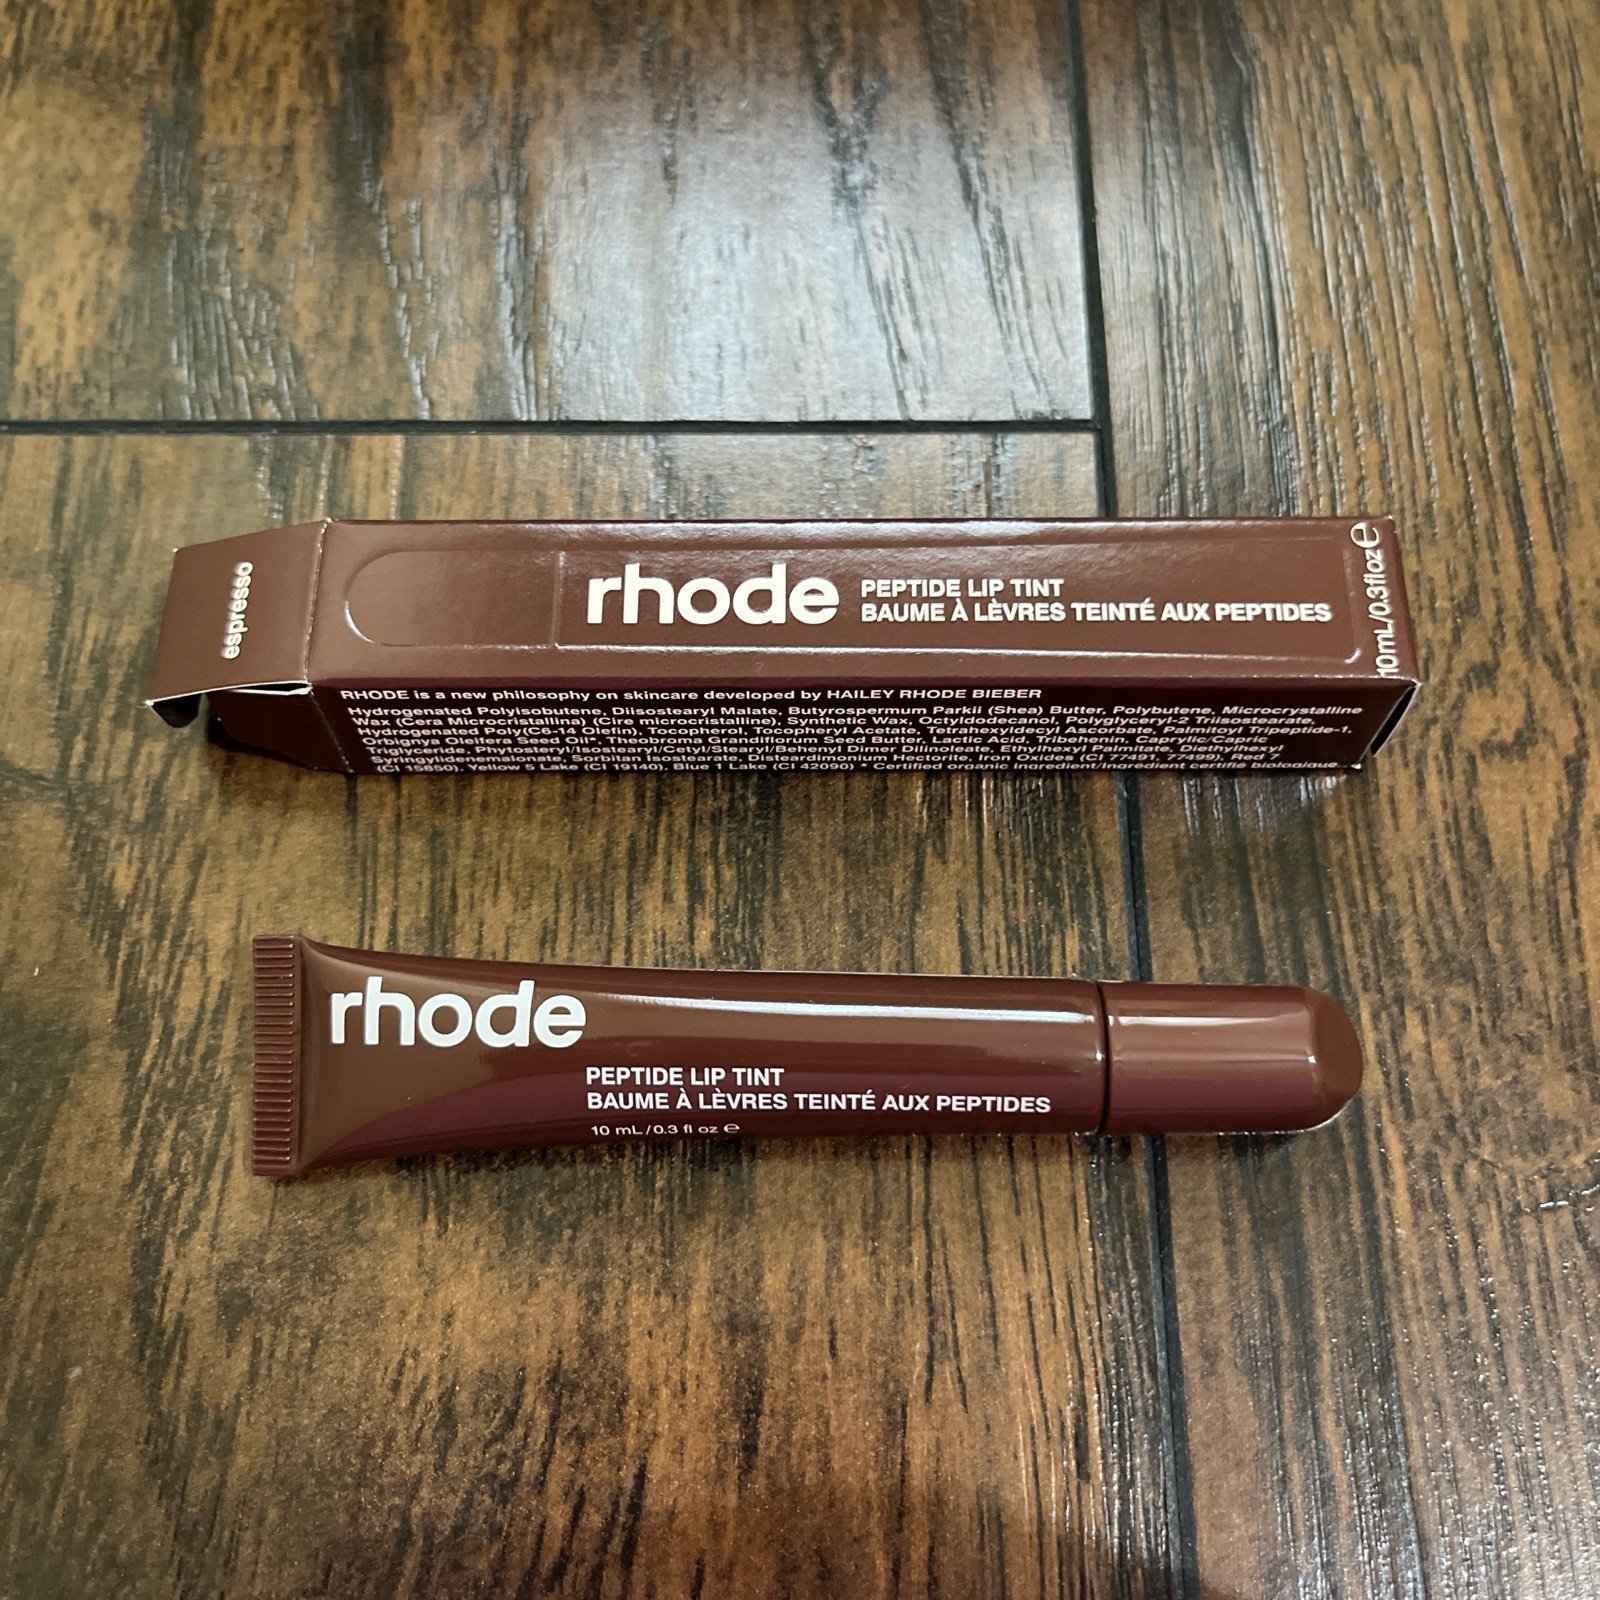 espresso
rhode
PEPTIDE LIP TINT
BAUME À LÈVRES TEINTÉ AUX PEPTIDES
10mL/0.3floz℮
RHODE is a new philosophy on skincare developed by HAILEY RHODE BIEBER
Hydrogenated Polyisobutene, Diisostearyl Malate, Butyrospermum Parkii (Shea) Butter, Polybutene, Microcrystalline
Wax (Cera Microcristallina) (Cire microcristalline), Synthetic Wax, Octyldodecanol, Polyglyceryl-2 Triisostearate,
Hydrogenated Poly(C6-14 Olefin), Tocopherol, Tocopheryl Acetate, Tetrahexyldecyl Ascorbate, Palmitoyl Tripeptide-1,
Orbignya Oleifera Seed Oil*, Theobroma Grandiflorum Seed Butter, Lactic Acid, Tribehenin, Caprylic/Capric
Triglyceride, Phytosteryl/Isostearyl/Cetyl/Stearyl/Behenyl Dimer Dilinoleate, Ethylhexyl Palmitate, Diethylhexyl
Syringylidenemalonate, Sorbitan Isostearate, Disteardimonium Hectorite, Iron Oxides (CI 77491, 77499), Red 7
(CI 15850), Yellow 5 Lake (CI 19140), Blue 1 Lake (CI 42090) * Certified organic ingredient/Ingrédient certifié biologique
rhode
PEPTIDE LIP TINT
BAUME À LÈVRES TEINTÉ AUX PEPTIDES
10 mL/0.3 fl oz ℮